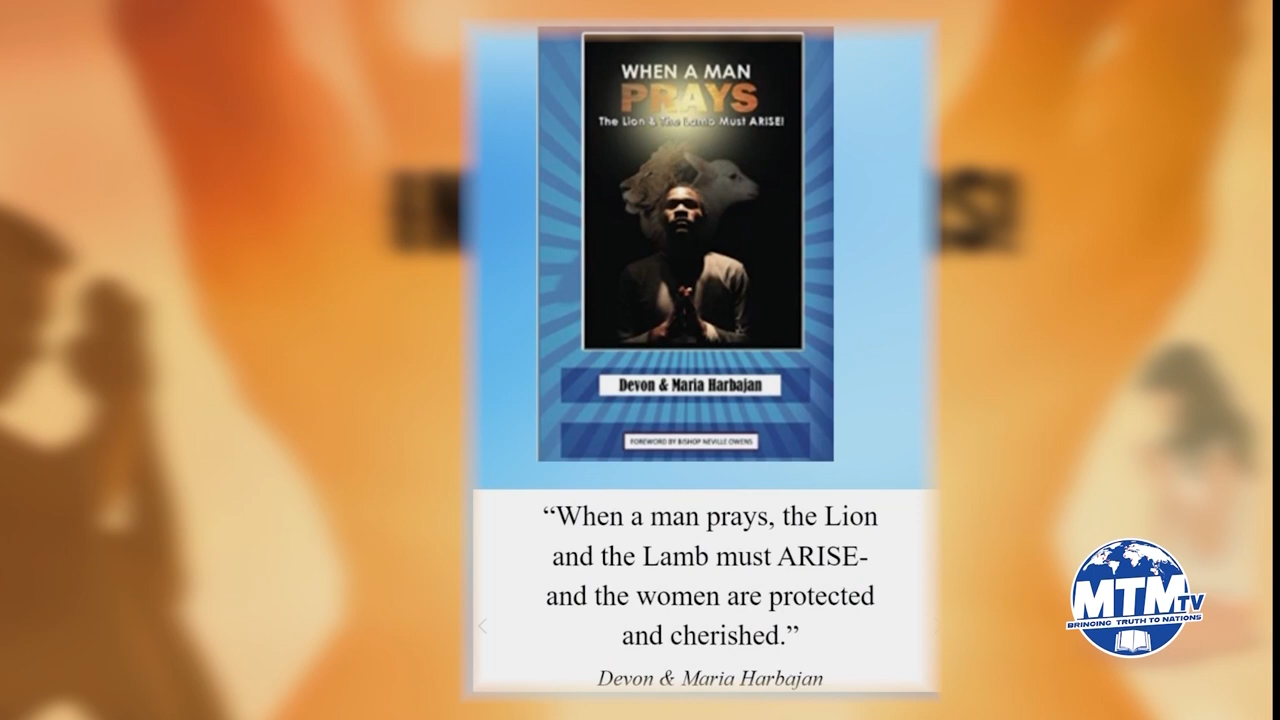 WHEN A MAN
PRAYS
The Lion & The Lamb Must ARISE!
Devon & Maria Harbajan
FOREWORD BY BISHOP NEVILLE OWENS
“When a man prays, the Lion
and the Lamb must ARISE-
and the women are protected
and cherished.”
Devon & Maria Harbajan
MTM TV
BRINGING TRUTH TO NATIONS